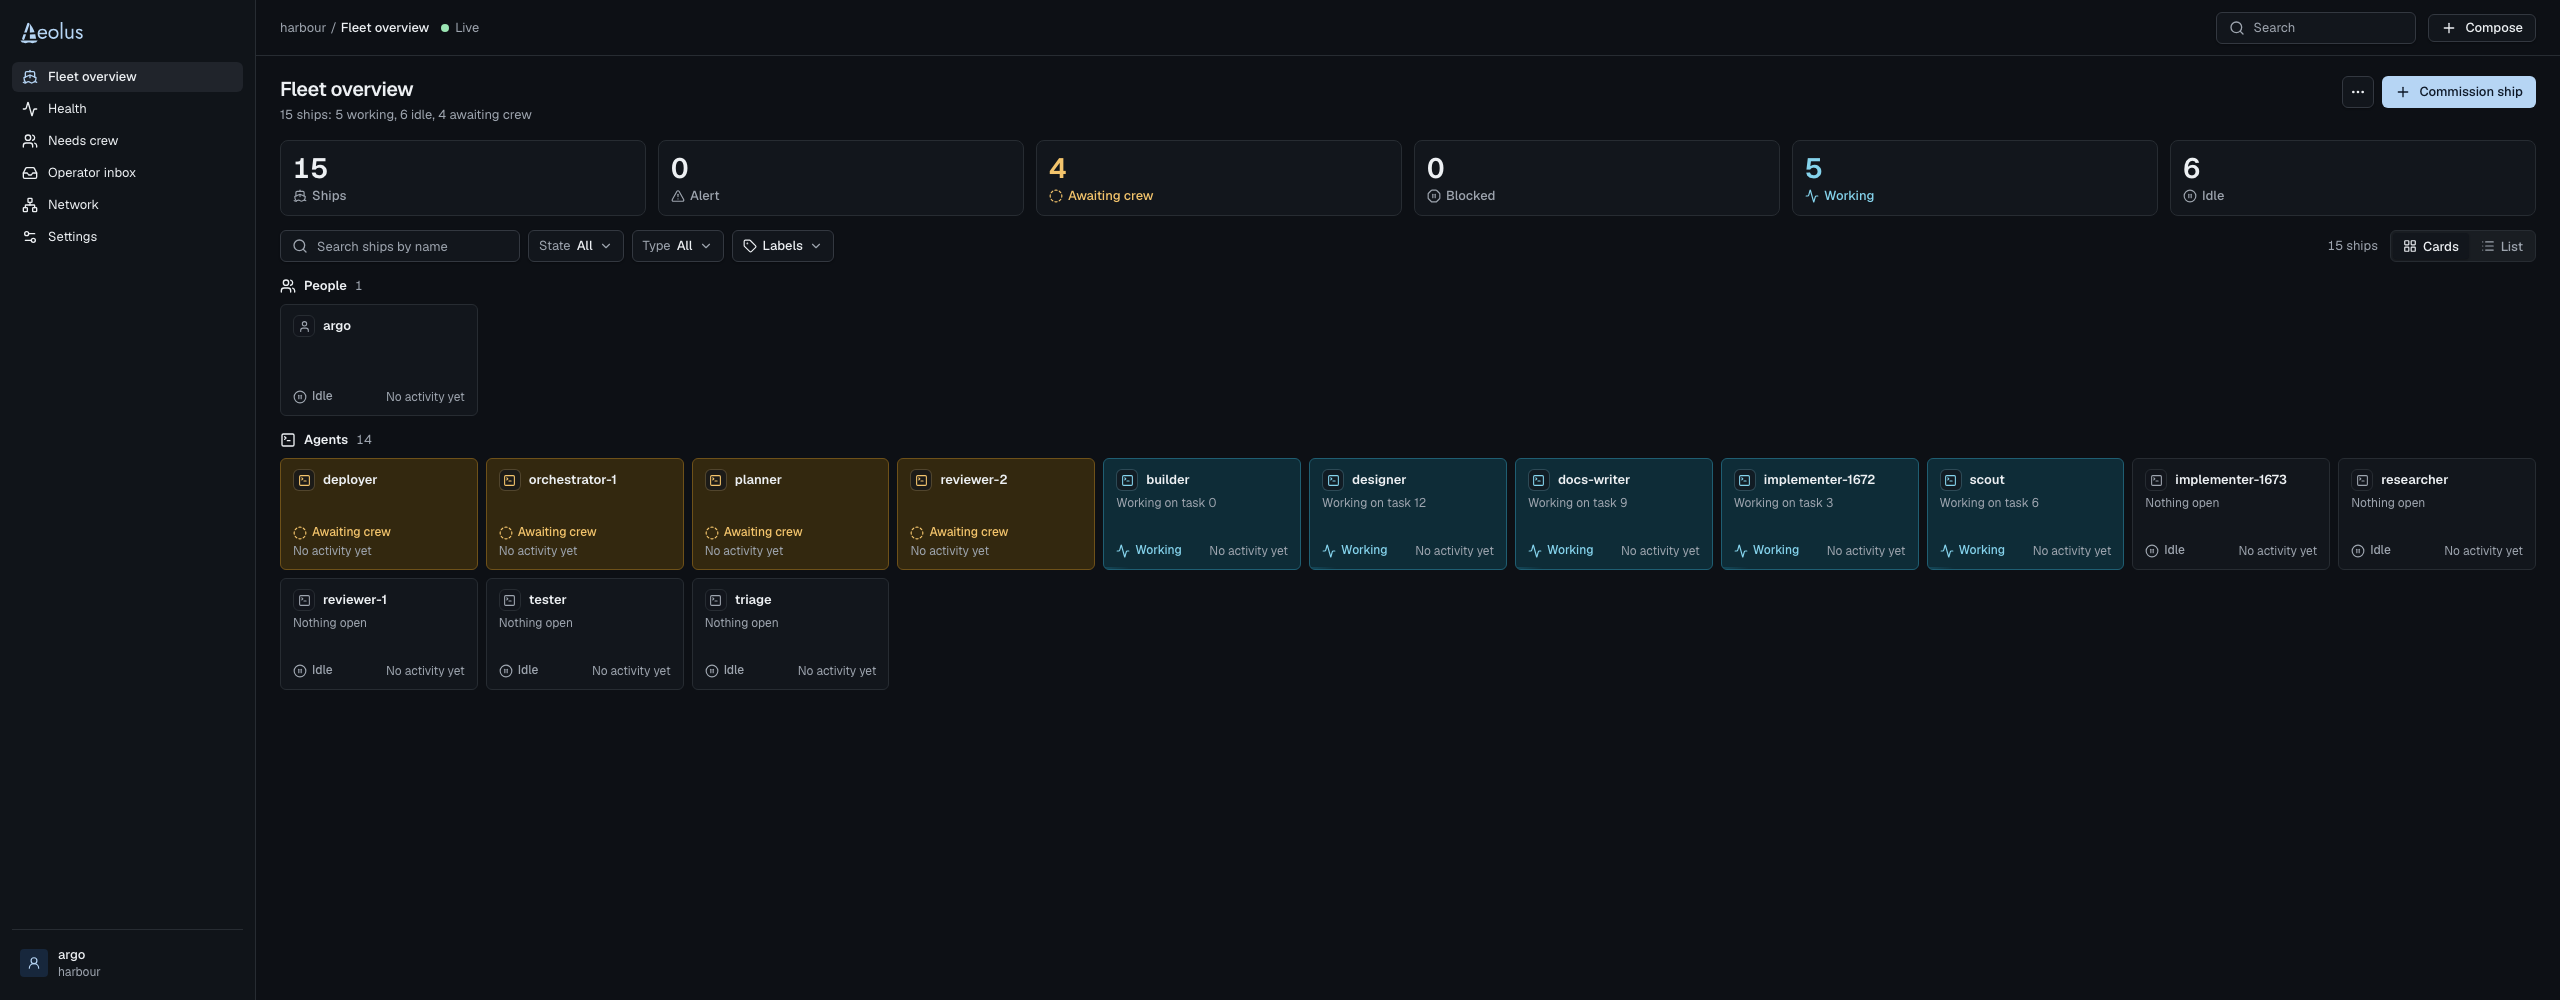 Aeolus
Fleet overview
Health
Needs crew
Operator inbox
Network
Settings
argo
harbour
harbour / Fleet overview Live
Search
Compose
Fleet overview
15 ships: 5 working, 6 idle, 4 awaiting crew
Commission ship
15
Ships
0
Alert
4
Awaiting crew
0
Blocked
5
Working
6
Idle
Search ships by name
State All
Type All
Labels
15 ships
Cards
List
People 1
argo
Idle No activity yet
Agents 14
deployer
Awaiting crew
No activity yet
orchestrator-1
Awaiting crew
No activity yet
planner
Awaiting crew
No activity yet
reviewer-2
Awaiting crew
No activity yet
builder
Working on task 0
Working No activity yet
designer
Working on task 12
Working No activity yet
docs-writer
Working on task 9
Working No activity yet
implementer-1672
Working on task 3
Working No activity yet
scout
Working on task 6
Working No activity yet
implementer-1673
Nothing open
Idle No activity yet
researcher
Nothing open
Idle No activity yet
reviewer-1
Nothing open
Idle No activity yet
tester
Nothing open
Idle No activity yet
triage
Nothing open
Idle No activity yet